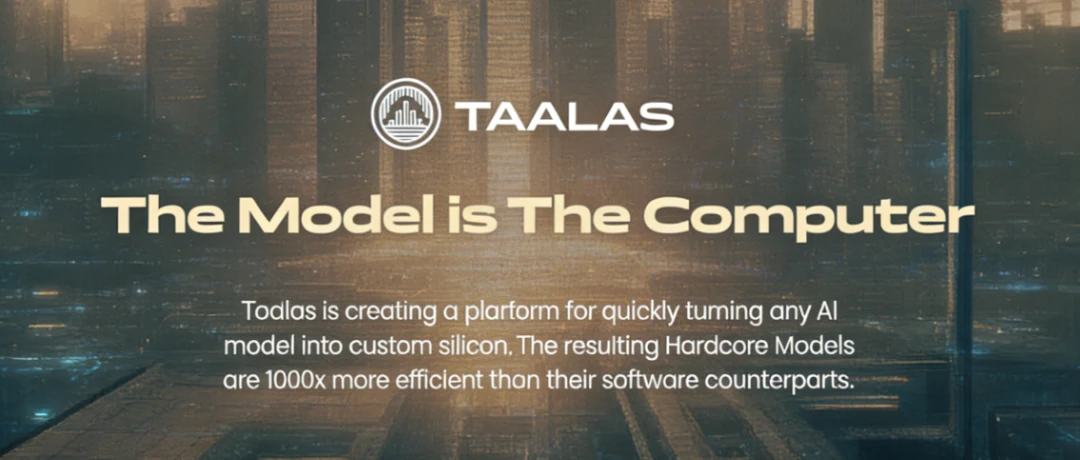 TAALAS
The Model is The Computer
Todlas is creating a plarform for quickly tuming any AI
model into custom silicon. The resulting Hardcore Models
are 1000x more efficient than their software counterparts.